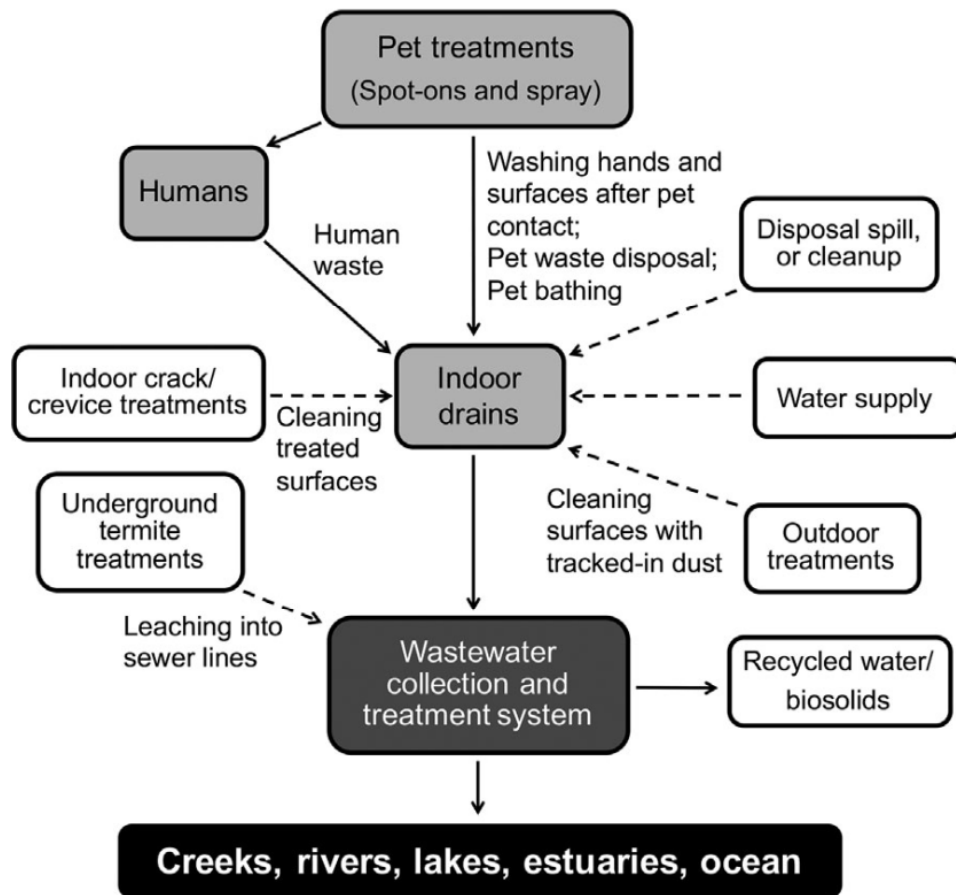 Pet treatments
(Spot-ons and spray)
Humans
Washing hands and
surfaces after pet
contact;
Pet waste disposal;
Pet bathing
Human
waste
Disposal spill,
or cleanup
Indoor crack/
crevice treatments
Cleaning
treated
surfaces
Indoor
drains
Water supply
Underground
termite
treatments
Cleaning
surfaces with
tracked-in dust
Outdoor
treatments
Leaching into
sewer lines
Wastewater
collection and
treatment system
Recycled water/
biosolids
Creeks, rivers, lakes, estuaries, ocean